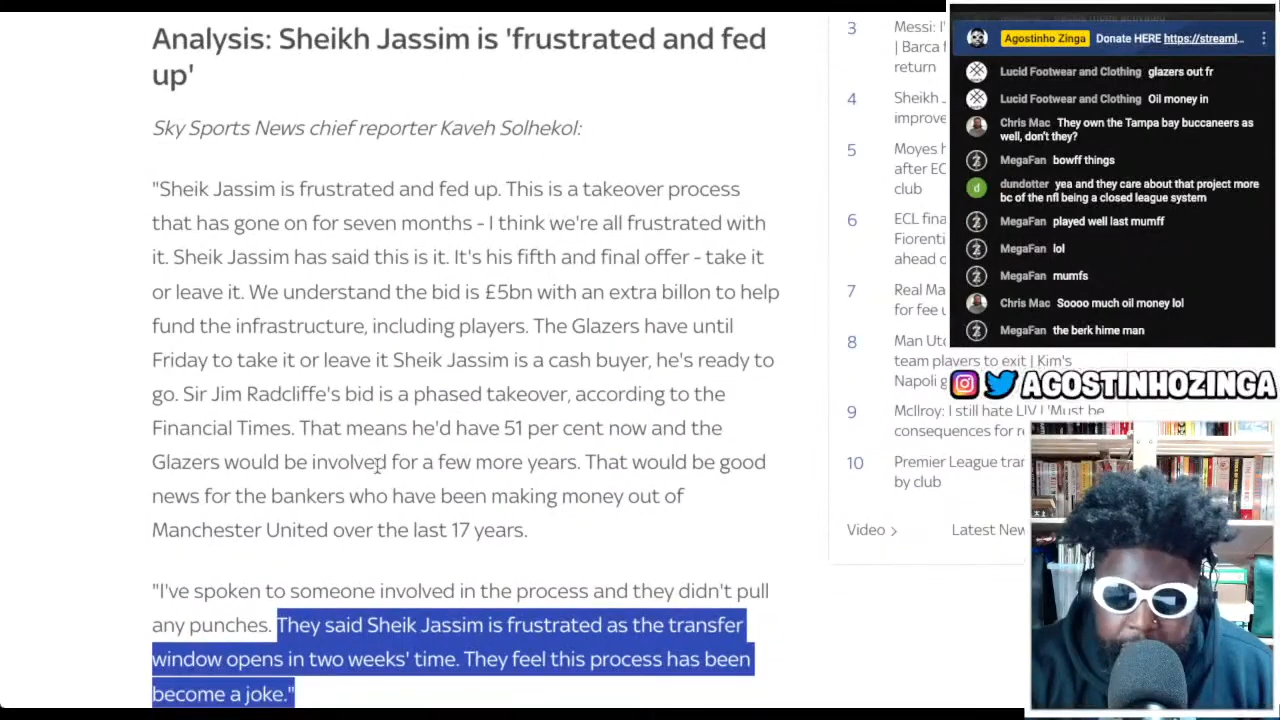 Analysis: Sheikh Jassim is 'frustrated and fed
up'
Sky Sports News chief reporter Kaveh Solhekol:
"Sheik Jassim is frustrated and fed up. This is a takeover process
that has gone on for seven months - I think we're all frustrated with
it. Sheik Jassim has said this is it. It's his fifth and final offer - take it
or leave it. We understand the bid is £5bn with an extra billon to help
fund the infrastructure, including players. The Glazers have until
Friday to take it or leave it Sheik Jassim is a cash buyer, he's ready to
go. Sir Jim Radcliffe's bid is a phased takeover, according to the
Financial Times. That means he'd have 51 per cent now and the
Glazers would be involved for a few more years. That would be good
news for the bankers who have been making money out of
Manchester United over the last 17 years.
"I've spoken to someone involved in the process and they didn't pull
any punches. They said Sheik Jassim is frustrated as the transfer
window opens in two weeks' time. They feel this process has been
become a joke."
3 Messi: I'
| Barca
return
4 Sheikh
improve
5 Moyes h
after EC
club
6 ECL fina
Fiorenti
ahead
7 Real Ma
for fee
8 Man Utd
team players to exit | Kim's
Napoli
9 McIlroy: I still hate LIV | 'Must be
consequences for
10 Premier League tran
by club
Video >
Latest New
Agostinho Zinga Donate HERE https://streaml...
Lucid Footwear and Clothing glazers out fr
Lucid Footwear and Clothing Oil money in
Chris Mac They own the Tampa bay buccaneers as
well, don't they?
MegaFan bowff things
d dundotter yea and they care about that project more
bc of the nfl being a closed league system
MegaFan played well last mumff
MegaFan lol
MegaFan mumfs
Chris Mac Soooo much oil money lol
MegaFan the berk hime man
AGOSTINHOZINGA